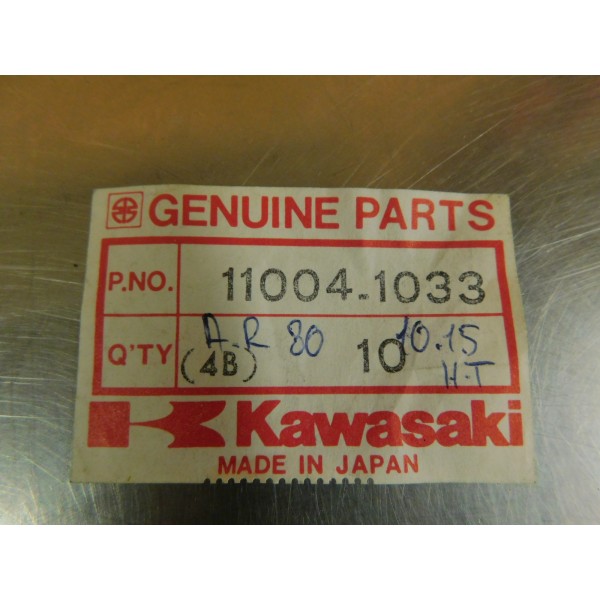 GENUINE PARTS
P.NO. 11004-1033
A.R 80 10.15
Q'TY (4B) 10 H.T
Kawasaki
MADE IN JAPAN